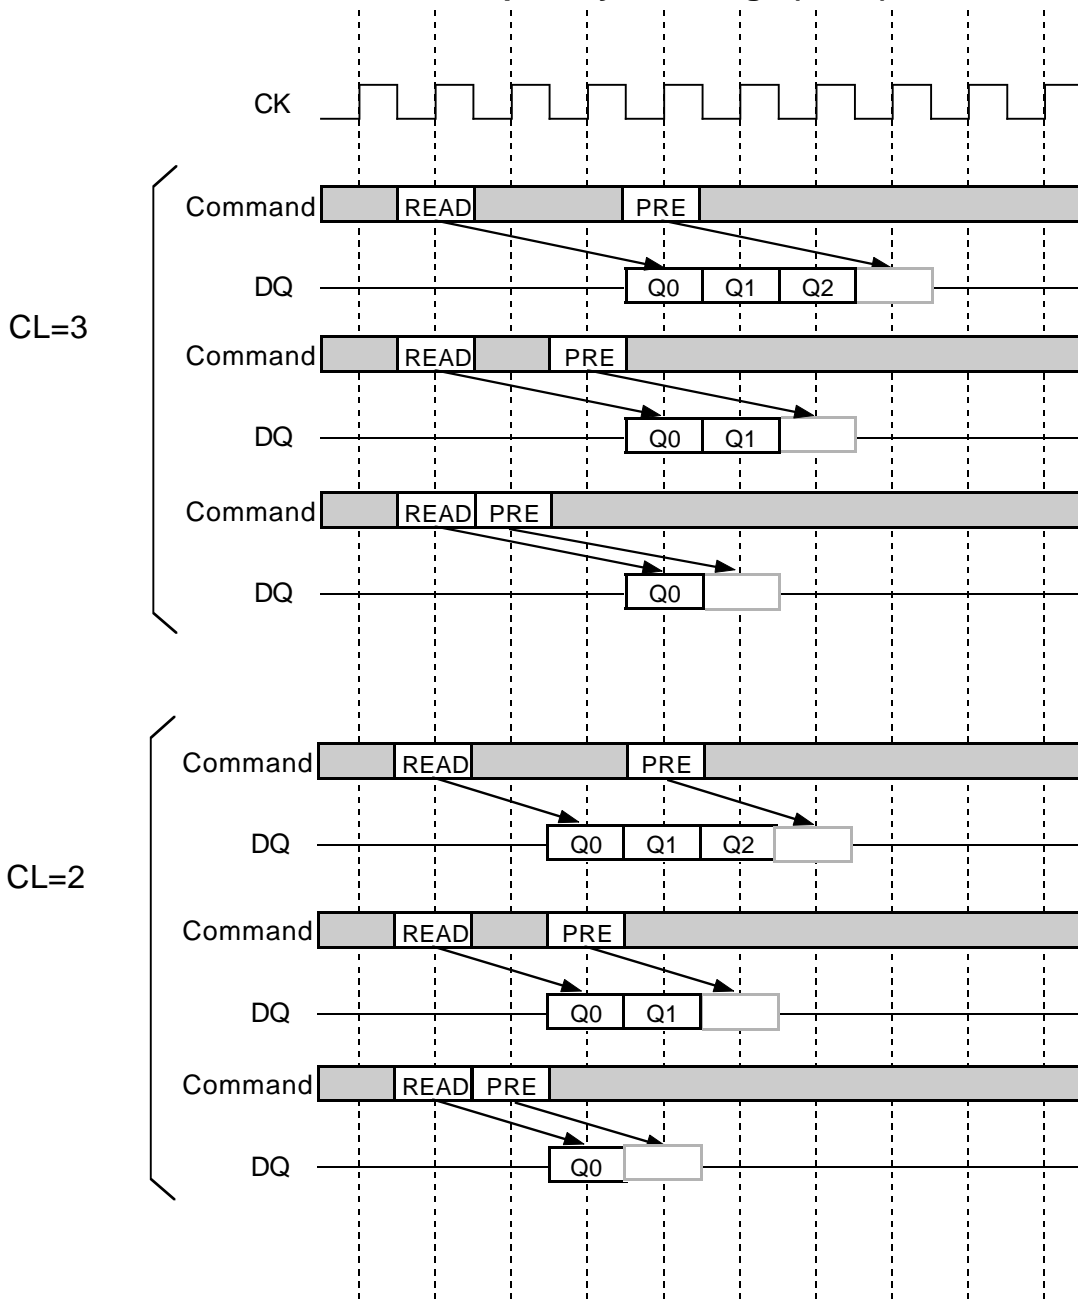 CK
Command READ PRE
DQ Q0 Q1 Q2
CL=3
Command READ PRE
DQ Q0 Q1
Command READ PRE
DQ Q0
Command READ PRE
DQ Q0 Q1 Q2
CL=2
Command READ PRE
DQ Q0 Q1
Command READ PRE
DQ Q0